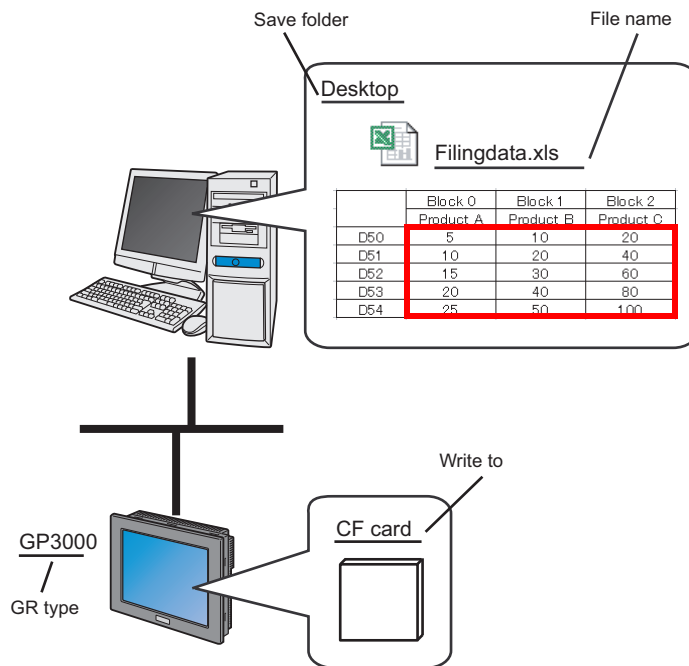 Save folder
File name
Desktop
Filingdata.xls
Block 0 Block 1 Block 2
Product A Product B Product C
D50 5 10 20
D51 10 20 40
D52 15 30 60
D53 20 40 80
D54 25 50 100
Write to
CF card
GP3000
GR type